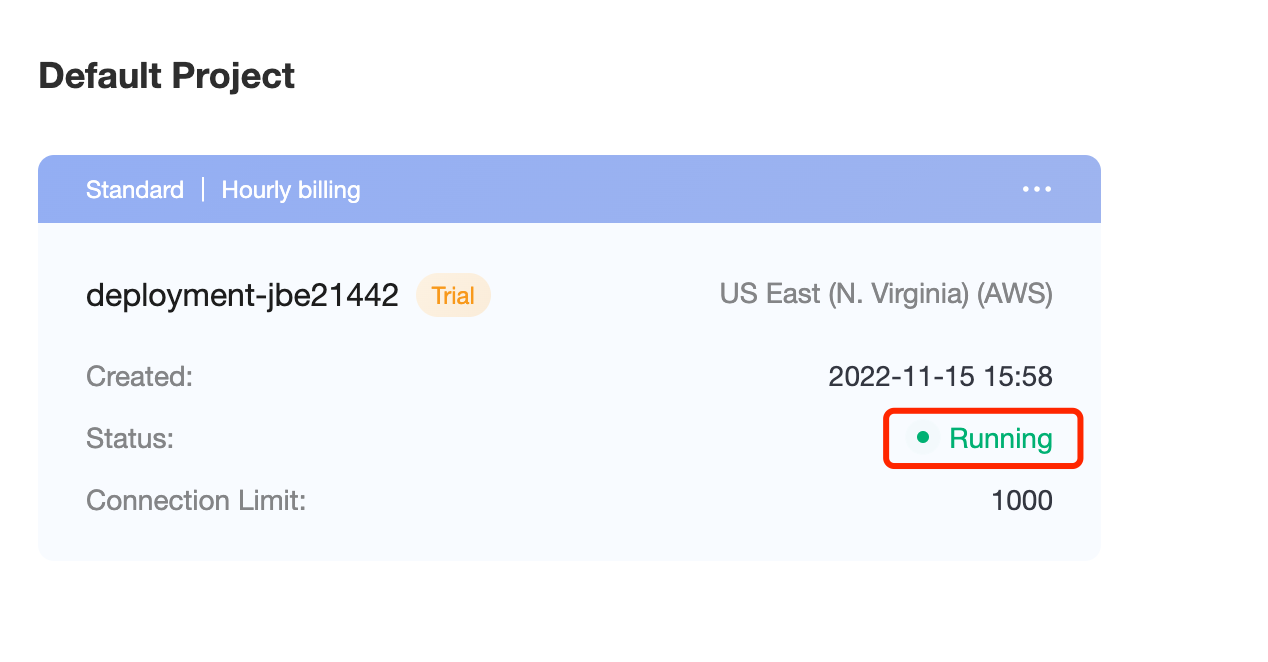 Default Project
Standard | Hourly billing
deployment-jbe21442 Trial US East (N. Virginia) (AWS)
Created: 2022-11-15 15:58
Status: Running
Connection Limit: 1000